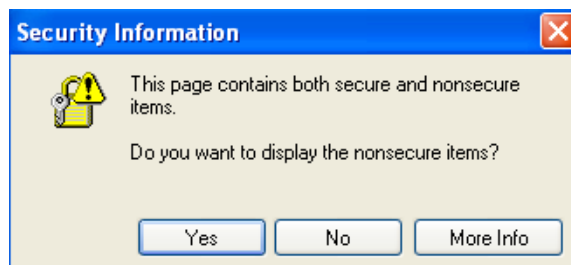 Security Information
This page contains both secure and nonsecure
items.
Do you want to display the nonsecure items?
Yes
No
More Info